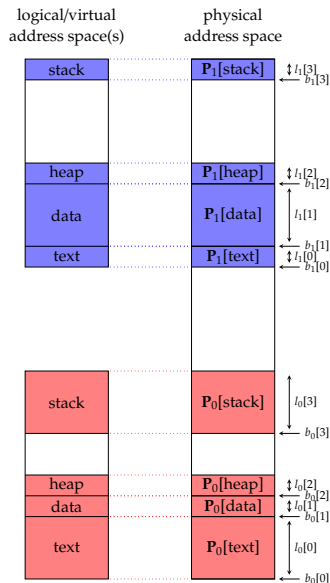 logical/virtual
address space(s)
physical
address space
stack
P₁[stack]
l₁[3]
b₁[3]
heap
P₁[heap]
l₁[2]
b₁[2]
data
P₁[data]
l₁[1]
b₁[1]
text
P₁[text]
l₁[0]
b₁[0]
stack
P₀[stack]
l₀[3]
b₀[3]
heap
P₀[heap]
l₀[2]
b₀[2]
data
P₀[data]
l₀[1]
b₀[1]
text
P₀[text]
l₀[0]
b₀[0]